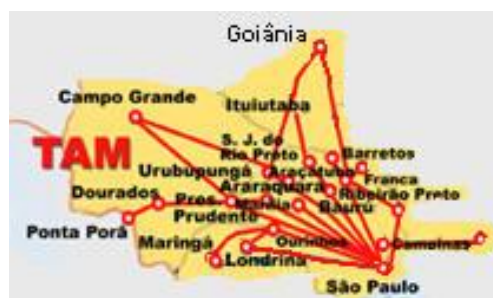 Goiânia
Campo Grande
Ituiutaba
TAM
S. J. do
Rio Preto
Barretos
Urubupungá
Araçatuba
Franca
Dourados
Araraquara
Ribeirão Preto
Pres.
Prudente
Marília
Bauru
Ponta Porã
Maringá
Ourinhos
Campinas
Londrina
São Paulo